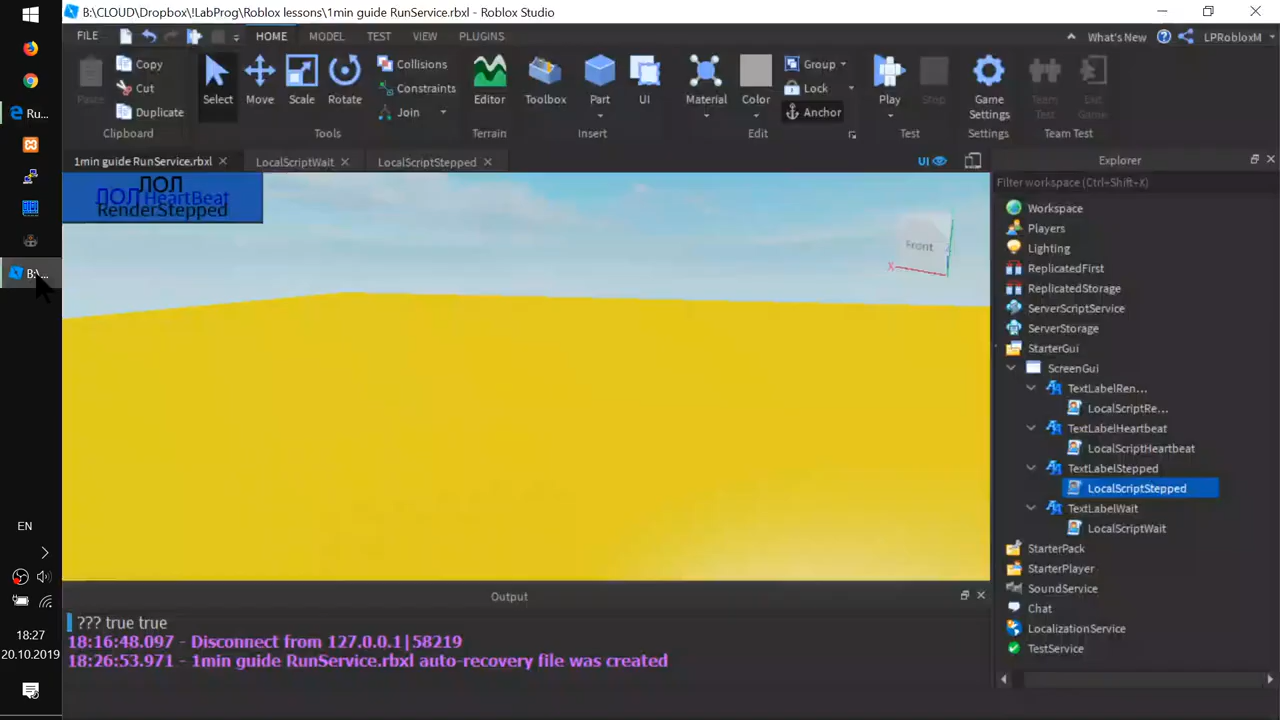 B:\CLOUD\Dropbox\!LabProg\Roblox lessons\1min guide RunService.rbxl - Roblox Studio
FILE HOME MODEL TEST VIEW PLUGINS What's New LPRobloxM
Paste Copy Cut Duplicate Clipboard
Select Move Scale Rotate Collisions Constraints Join Tools
Editor Terrain
Toolbox Part UI Insert
Material Color Group Lock Anchor Edit
Play Stop Test
Game Settings Settings
Team Test Exit Game Team Test
1min guide RunService.rbxl LocalScriptWait LocalScriptStepped UI
ЛОЛ
ЛОЛ HeartBeat
RenderStepped
Front
X
Explorer
Filter workspace (Ctrl+Shift+X)
Workspace
Players
Lighting
ReplicatedFirst
ReplicatedStorage
ServerScriptService
ServerStorage
StarterGui
ScreenGui
TextLabelRen...
LocalScriptRe...
TextLabelHeartbeat
LocalScriptHeartbeat
TextLabelStepped
LocalScriptStepped
TextLabelWait
LocalScriptWait
StarterPack
StarterPlayer
SoundService
Chat
LocalizationService
TestService
Output
??? true true
18:16:48.097 - Disconnect from 127.0.0.1|58219
18:26:53.971 - 1min guide RunService.rbxl auto-recovery file was created
Ru...
B:\...
EN
18:27
20.10.2019